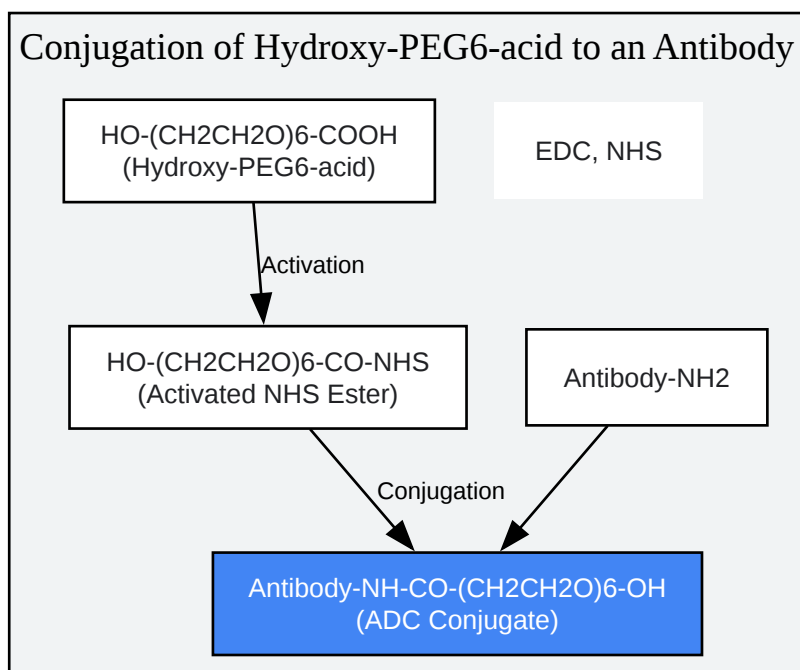 Conjugation of Hydroxy-PEG6-acid to an Antibody
HO-(CH2CH2O)6-COOH
(Hydroxy-PEG6-acid)
EDC, NHS
Activation
HO-(CH2CH2O)6-CO-NHS
(Activated NHS Ester)
Antibody-NH2
Conjugation
Antibody-NH-CO-(CH2CH2O)6-OH
(ADC Conjugate)